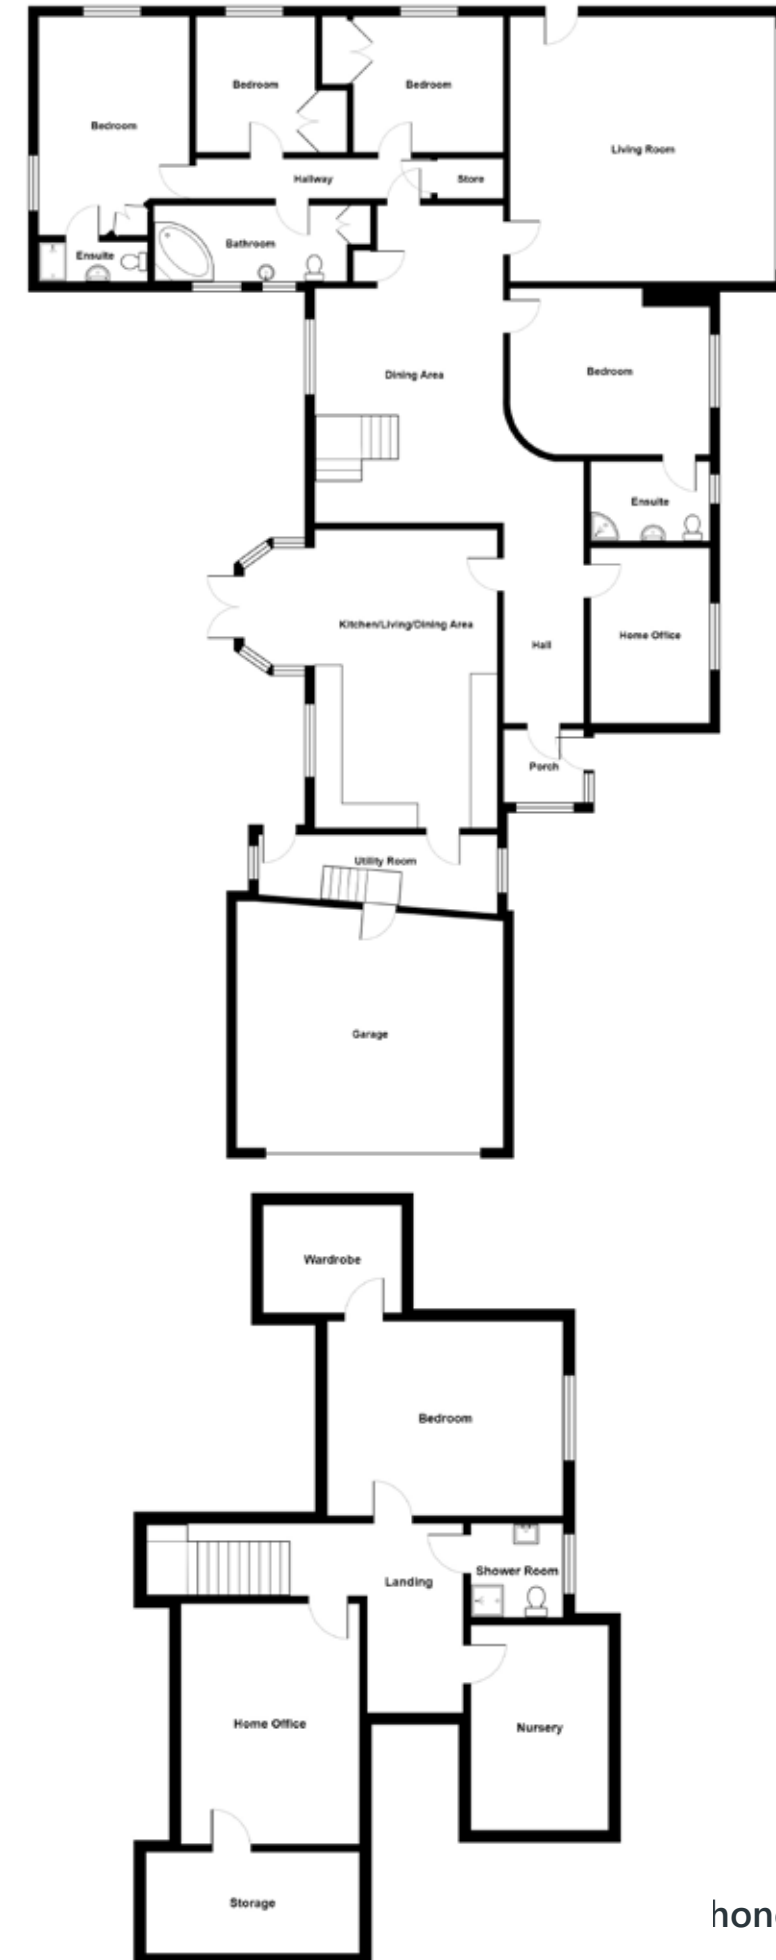 Bedroom
Bedroom
Bedroom
Living Room
Hallway
Store
Bathroom
Ensuite
Dining Area
Bedroom
Ensuite
Kitchen/Living/Dining Area
Home Office
Hall
Porch
Utility Room
Garage
Wardrobe
Bedroom
Shower Room
Landing
Home Office
Nursery
Storage